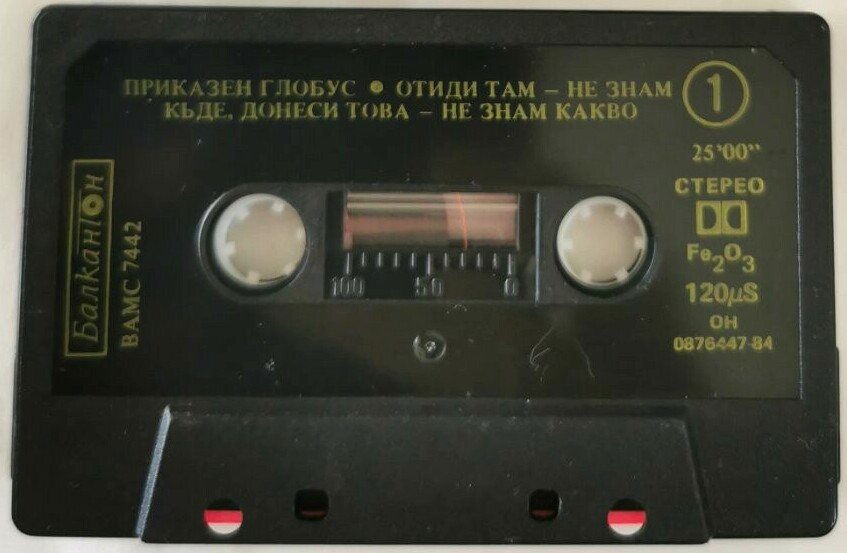 ПРИКАЗЕН ГЛОБУС • ОТИДИ ТАМ – НЕ ЗНАМ
КЪДЕ, ДОНЕСИ ТОВА – НЕ ЗНАМ КАКВО
1
25'00"
СТЕРЕО
Fe2O3
120µS
ОН
0876447-84
Балкантон
ВАМС 7442
100 50 0